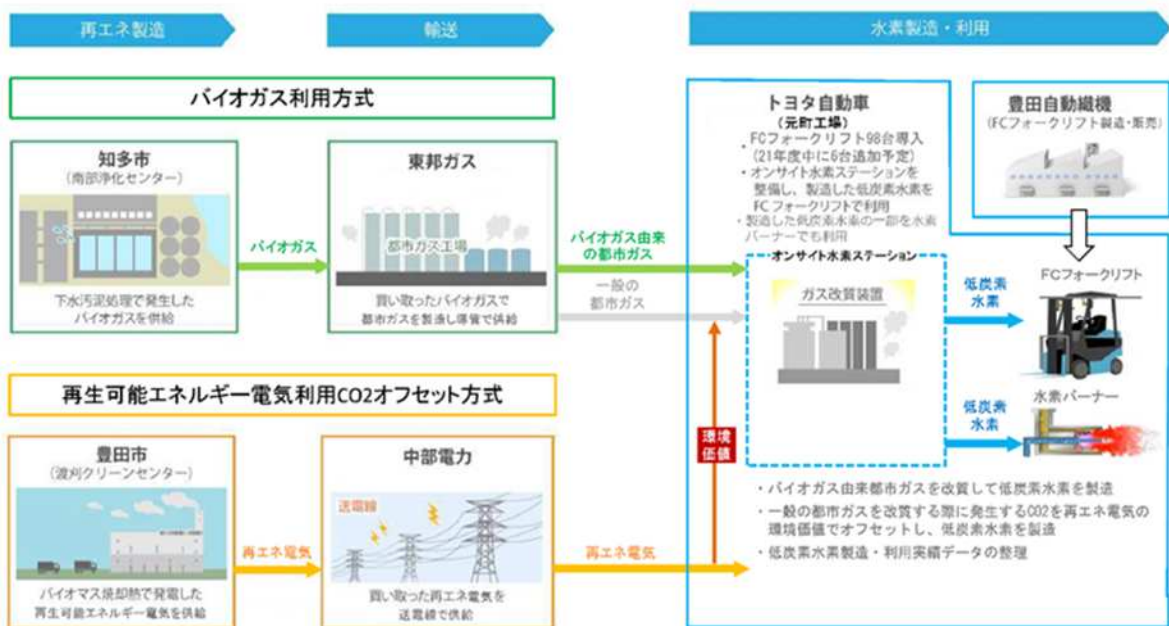 再エネ製造
輸送
水素製造・利用
バイオガス利用方式
知多市
(南部浄化センター)
下水汚泥処理で発生した
バイオガスを供給
バイオガス
東邦ガス
都市ガス工場
買い取ったバイオガスで
都市ガスを製造し導管で供給
バイオガス由来
の都市ガス
一般の
都市ガス
再生可能エネルギー電気利用CO2オフセット方式
豊田市
(渡刈クリーンセンター)
バイオマス焼却熱で発電した
再生可能エネルギー電気を供給
再エネ電気
中部電力
送電線
買い取った再エネ電気を
送電線で供給
再エネ電気
環境
価値
トヨタ自動車
(元町工場)
・FCフォークリフト98台導入
(21年度中に6台追加予定)
・オンサイト水素ステーションを
整備し、製造した低炭素水素を
FCフォークリフトで利用
・製造した低炭素水素の一部を水素
バーナーでも利用
オンサイト水素ステーション
ガス改質装置
豊田自動織機
(FCフォークリフト製造・販売)
低炭素
水素
FCフォークリフト
低炭素
水素
水素バーナー
・バイオガス由来都市ガスを改質して低炭素水素を製造
・一般の都市ガスを改質する際に発生するCO2を再エネ電気の
環境価値でオフセットし、低炭素水素を製造
・低炭素水素製造・利用実績データの整理